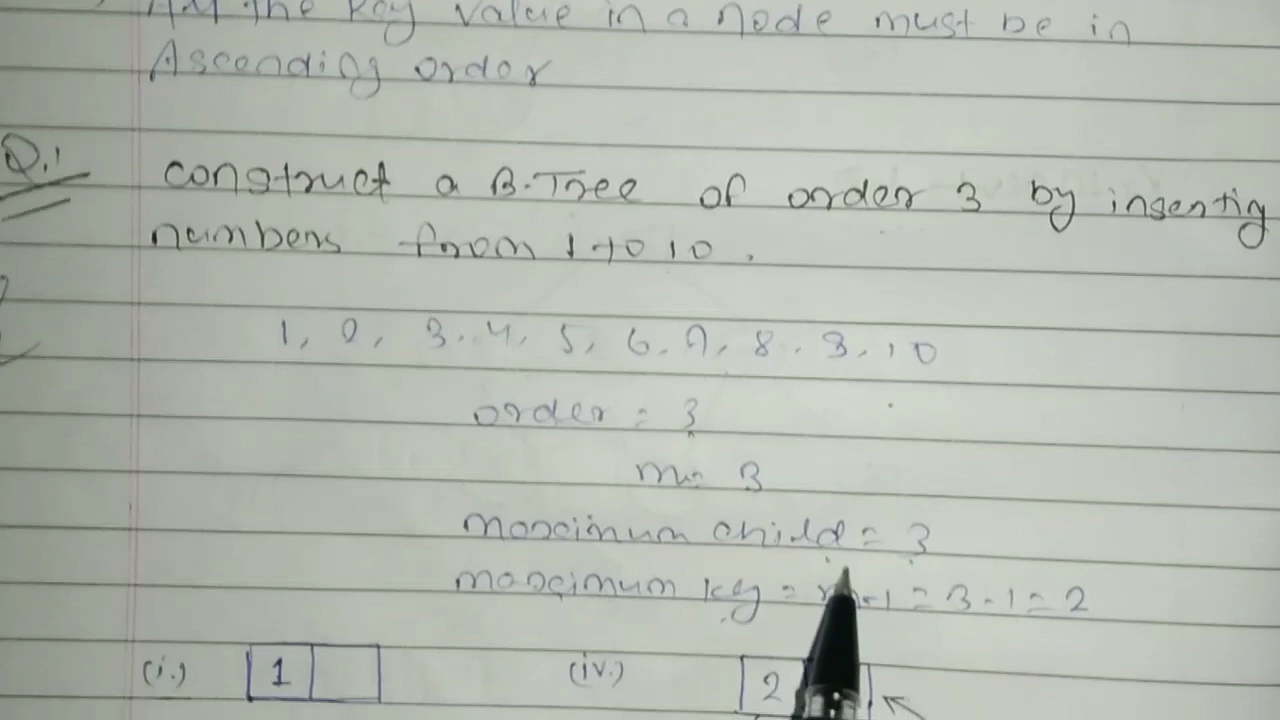 the key value in a node must be in
Ascending order
Q.1 construct a B.Tree of order 3 by insertig
numbers from 1 to 10.
1, 2, 3, 4, 5, 6, 7, 8, 9, 10
order = 3
m = 3
maximum child = 3
maximum key = m-1 = 3-1 = 2
(i.) 1 (iv.) 2